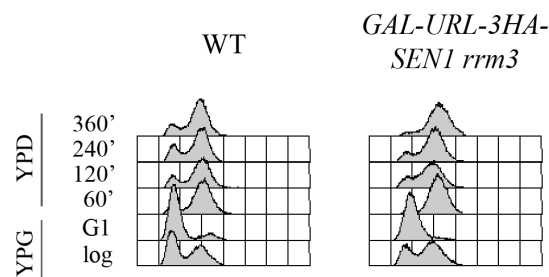 WT
GAL-URL-3HA-
SEN1 rrm3
YPD
360’
240’
120’
60’
YPG
G1
log